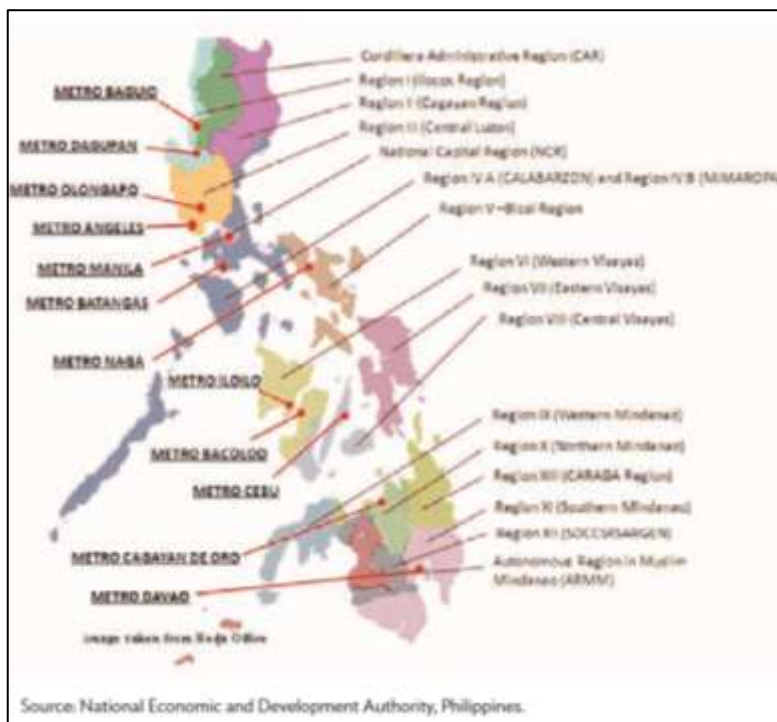 Cordillera Administrative Region (CAR)
Region I (Ilocos Region)
METRO BAGUIO
Region II (Cagayan Region)
Region III (Central Luzon)
METRO DAGUPAN
National Capital Region (NCR)
Region IV A (CALABARZON) and Region IV B (MIMAROPA
METRO OLONGAPO
Region V -Bicol Region
METRO ANGELES
METRO MANILA
Region VI (Western Visayas)
METRO BATANGAS
Region VII (Eastern Visayas)
Region VIII (Central Visayas)
METRO NAGA
METRO ILOILO
Region IX (Western Mindanao)
METRO BACOLOD
Region X (Northern Mindanao)
Region XIII (CARAGA Region)
METRO CEBU
Region XI (Southern Mindanao)
Region XII (SOCCSKSARGEN)
METRO CAGAYAN DE ORO
Autonomous Region in Muslim
Mindanao (ARMM)
METRO DAVAO
image taken from Office
Source: National Economic and Development Authority, Philippines.